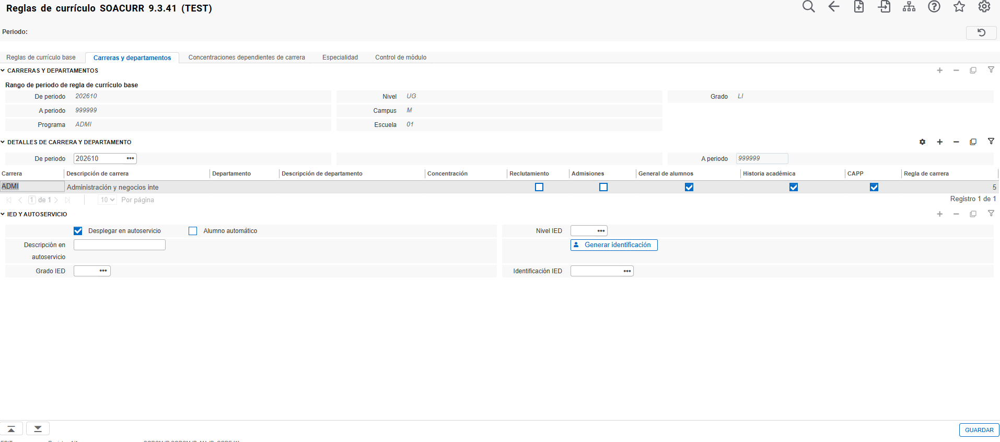 Reglas de currículo SOACURR 9.3.41 (TEST)
Periodo:
Reglas de currículo base Carreras y departamentos Concentraciones dependientes de carrera Especialidad Control de módulo
CARRERAS Y DEPARTAMENTOS
Rango de periodo de regla de currículo base
De periodo 202610 Nivel UG Grado LI
A periodo 999999 Campus M
Programa ADMI Escuela 01
DETALLES DE CARRERA Y DEPARTAMENTO
De periodo 202610 A periodo 999999
Carrera Descripción de carrera Departamento Descripción de departamento Concentración Reclutamiento Admisiones General de alumnos Historia académica CAPP Regla de carrera
ADMI Administración y negocios inte 5
1 de 1 10 Por página Registro 1 de 1
IED Y AUTOSERVICIO
Desplegar en autoservicio Alumno automático Nivel IED
Descripción en autoservicio Generar identificación
Grado IED Identificación IED
GUARDAR